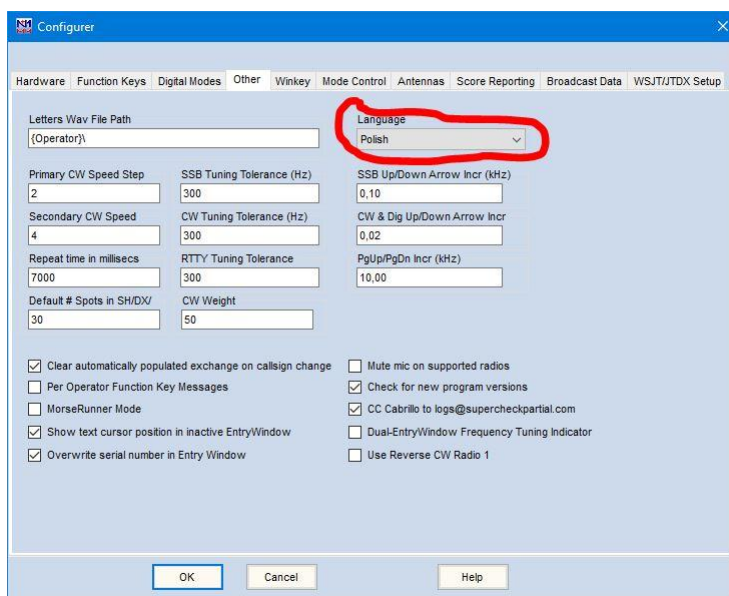 Configurer
Hardware Function Keys Digital Modes Other Winkey Mode Control Antennas Score Reporting Broadcast Data WSJT/JTDX Setup
Letters Wav File Path Language
{Operator}\ Polish
Primary CW Speed Step SSB Tuning Tolerance (Hz) SSB Up/Down Arrow Incr (kHz)
2 300 0,10
Secondary CW Speed CW Tuning Tolerance (Hz) CW & Dig Up/Down Arrow Incr
4 300 0,02
Repeat time in millisecs RTTY Tuning Tolerance PgUp/PgDn Incr (kHz)
7000 300 10,00
Default # Spots in SH/DX/ CW Weight
30 50
Clear automatically populated exchange on callsign change Mute mic on supported radios
Per Operator Function Key Messages Check for new program versions
MorseRunner Mode CC Cabrillo to logs@supercheckpartial.com
Show text cursor position in inactive EntryWindow Dual-EntryWindow Frequency Tuning Indicator
Overwrite serial number in Entry Window Use Reverse CW Radio 1
OK Cancel Help